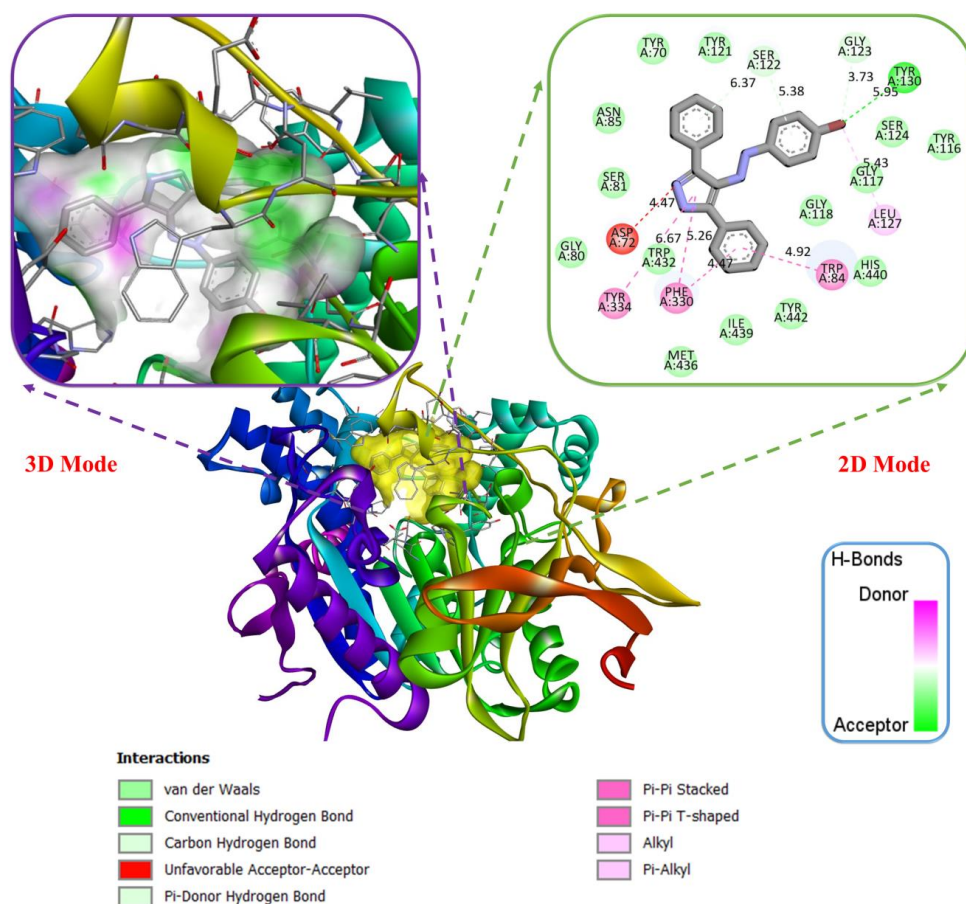 TYR
A:70
TYR
A:121
SER
A:122
GLY
A:123
TYR
A:130
6.37
5.38
3.73
5.95
ASN
A:85
SER
A:124
TYR
A:116
SER
A:81
5.43
GLY
A:117
GLY
A:118
LEU
A:127
4.47
ASP
A:72
GLY
A:80
6.67
5.26
TRP
A:432
4.47
4.92
TRP
A:84
HIS
A:440
TYR
A:334
PHE
A:330
TYR
A:442
ILE
A:439
MET
A:436
3D Mode
2D Mode
H-Bonds
Donor
Acceptor
Interactions
van der Waals
Conventional Hydrogen Bond
Carbon Hydrogen Bond
Unfavorable Acceptor-Acceptor
Pi-Donor Hydrogen Bond
Pi-Pi Stacked
Pi-Pi T-shaped
Alkyl
Pi-Alkyl